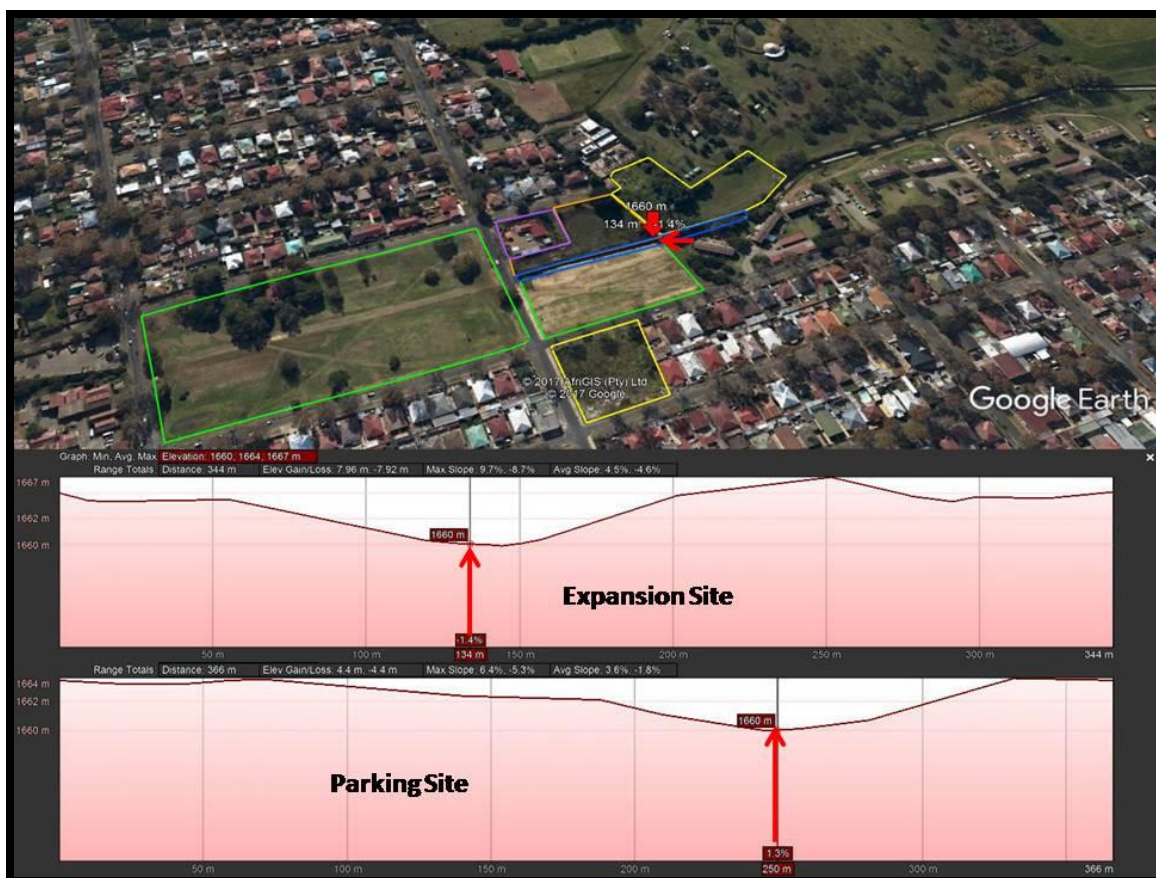 1660 m
134 m -1.4%
© 2017 AfriGIS (Pty) Ltd
© 2017 Google
Google Earth
Graph: Min, Avg, Max Elevation: 1660, 1664, 1667 m
Range Totals: Distance: 344 m Elev Gain/Loss: 7.96 m, -7.92 m Max Slope: 9.7%, -8.7% Avg Slope: 4.5%, -4.6%
1667 m
1662 m
1660 m
1660 m
Expansion Site
-1.4%
50 m 100 m 134 m 150 m 200 m 250 m 300 m 344 m
Range Totals: Distance: 366 m Elev Gain/Loss: 4.4 m, -4.4 m Max Slope: 6.4%, -5.3% Avg Slope: 3.6%, -1.8%
1664 m
1662 m
1660 m
1660 m
Parking Site
1.3%
50 m 100 m 150 m 200 m 250 m 300 m 366 m